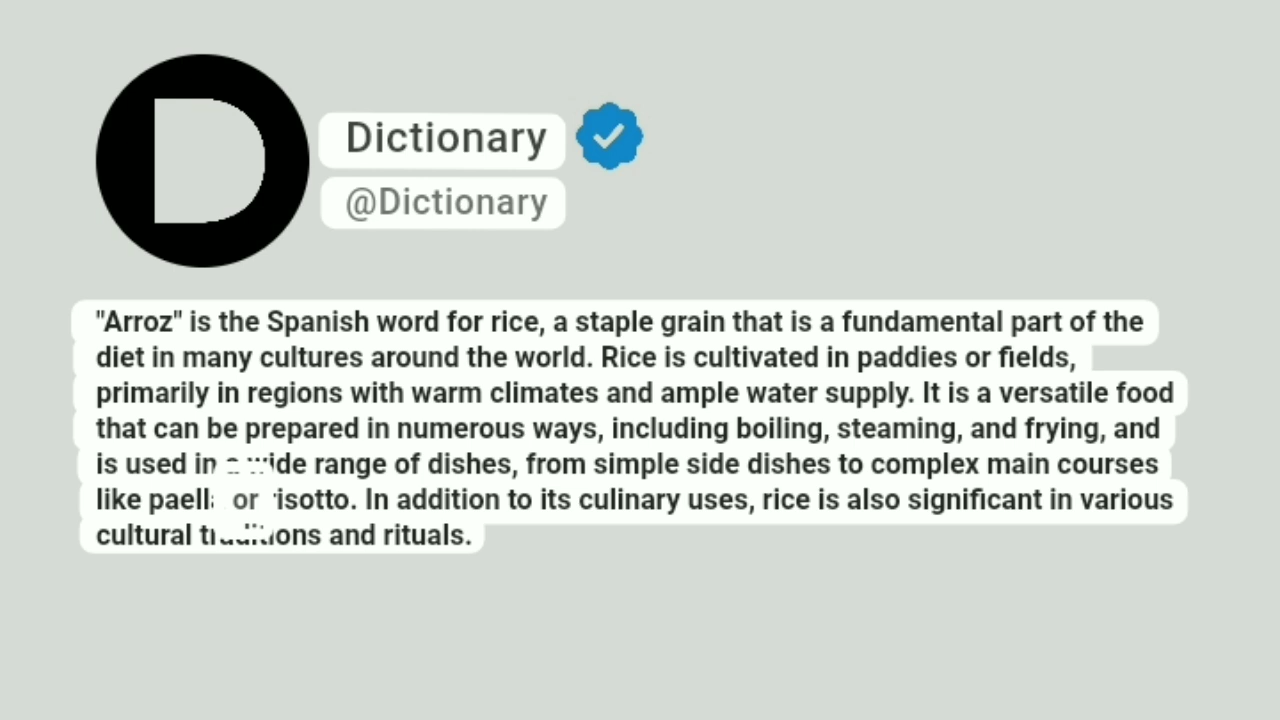 D
Dictionary
@Dictionary
"Arroz" is the Spanish word for rice, a staple grain that is a fundamental part of the
diet in many cultures around the world. Rice is cultivated in paddies or fields,
primarily in regions with warm climates and ample water supply. It is a versatile food
that can be prepared in numerous ways, including boiling, steaming, and frying, and
is used in a wide range of dishes, from simple side dishes to complex main courses
like paella or risotto. In addition to its culinary uses, rice is also significant in various
cultural traditions and rituals.